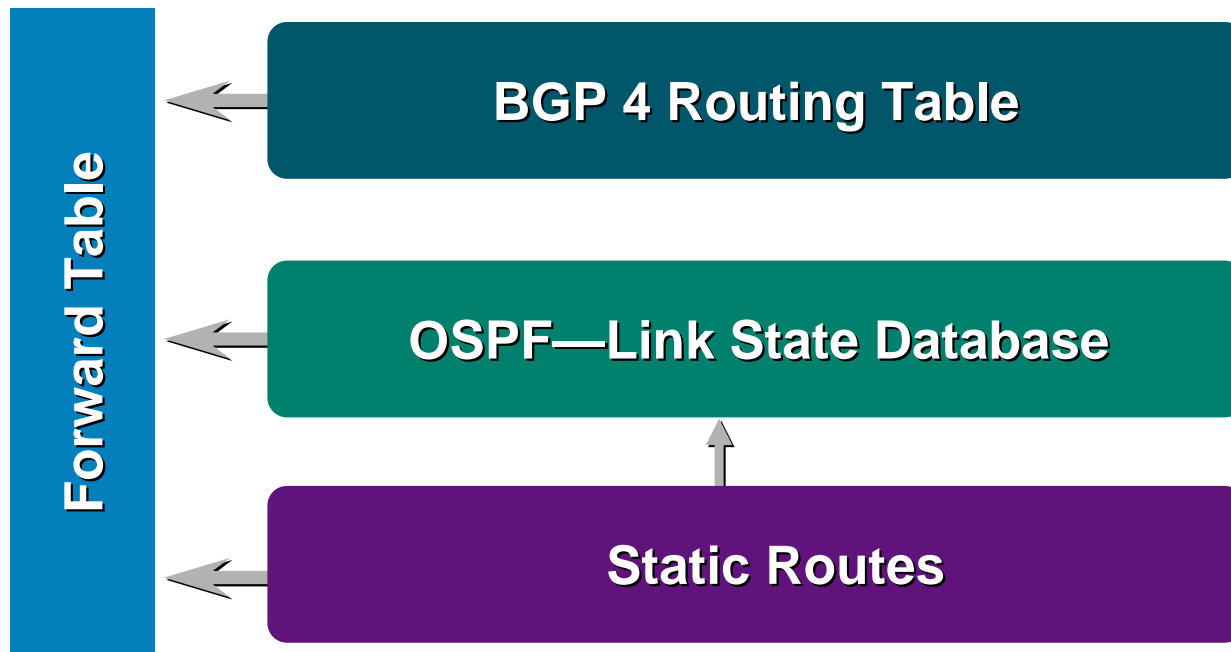 Forward Table
BGP 4 Routing Table
OSPF—Link State Database
Static Routes